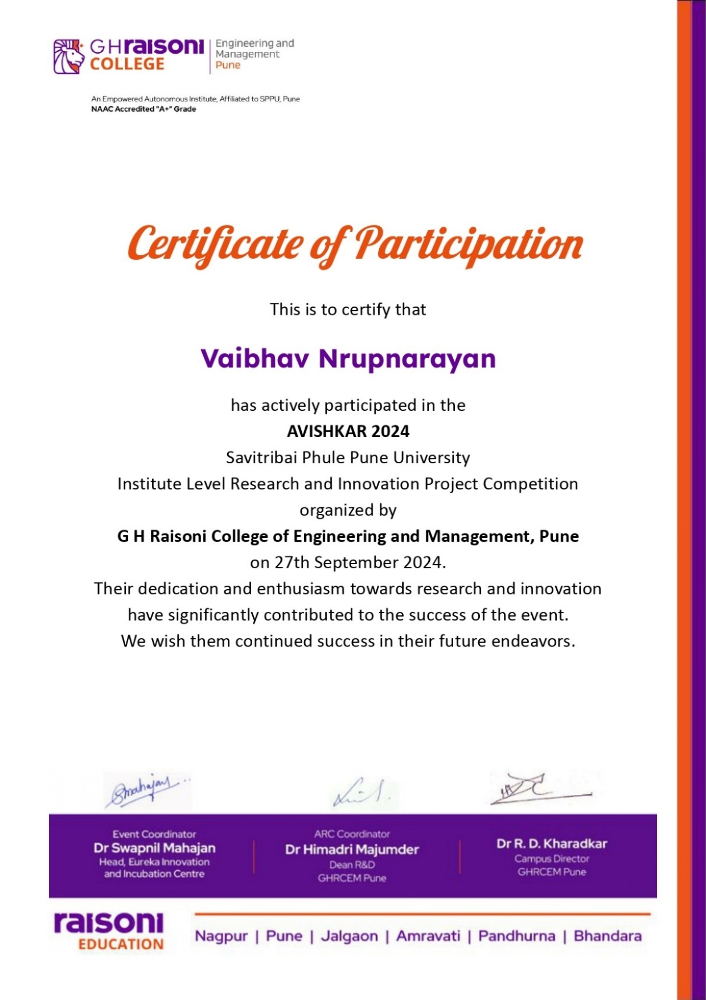 GHraisoni
COLLEGE
Engineering and
Management
Pune
An Empowered Autonomous Institute, Affiliated to SPPU, Pune
NAAC Accredited "A+" Grade
Certificate of Participation
This is to certify that
Vaibhav Nrupnarayan
has actively participated in the
AVISHKAR 2024
Savitribai Phule Pune University
Institute Level Research and Innovation Project Competition
organized by
G H Raisoni College of Engineering and Management, Pune
on 27th September 2024.
Their dedication and enthusiasm towards research and innovation
have significantly contributed to the success of the event.
We wish them continued success in their future endeavors.
Smahajan
Event Coordinator
Dr Swapnil Mahajan
Head, Eureka Innovation
and Incubation Centre
ARC Coordinator
Dr Himadri Majumder
Dean R&D
GHRCEM Pune
Dr R. D. Kharadkar
Campus Director
GHRCEM Pune
raisoni
EDUCATION
Nagpur | Pune | Jalgaon | Amravati | Pandhurna | Bhandara